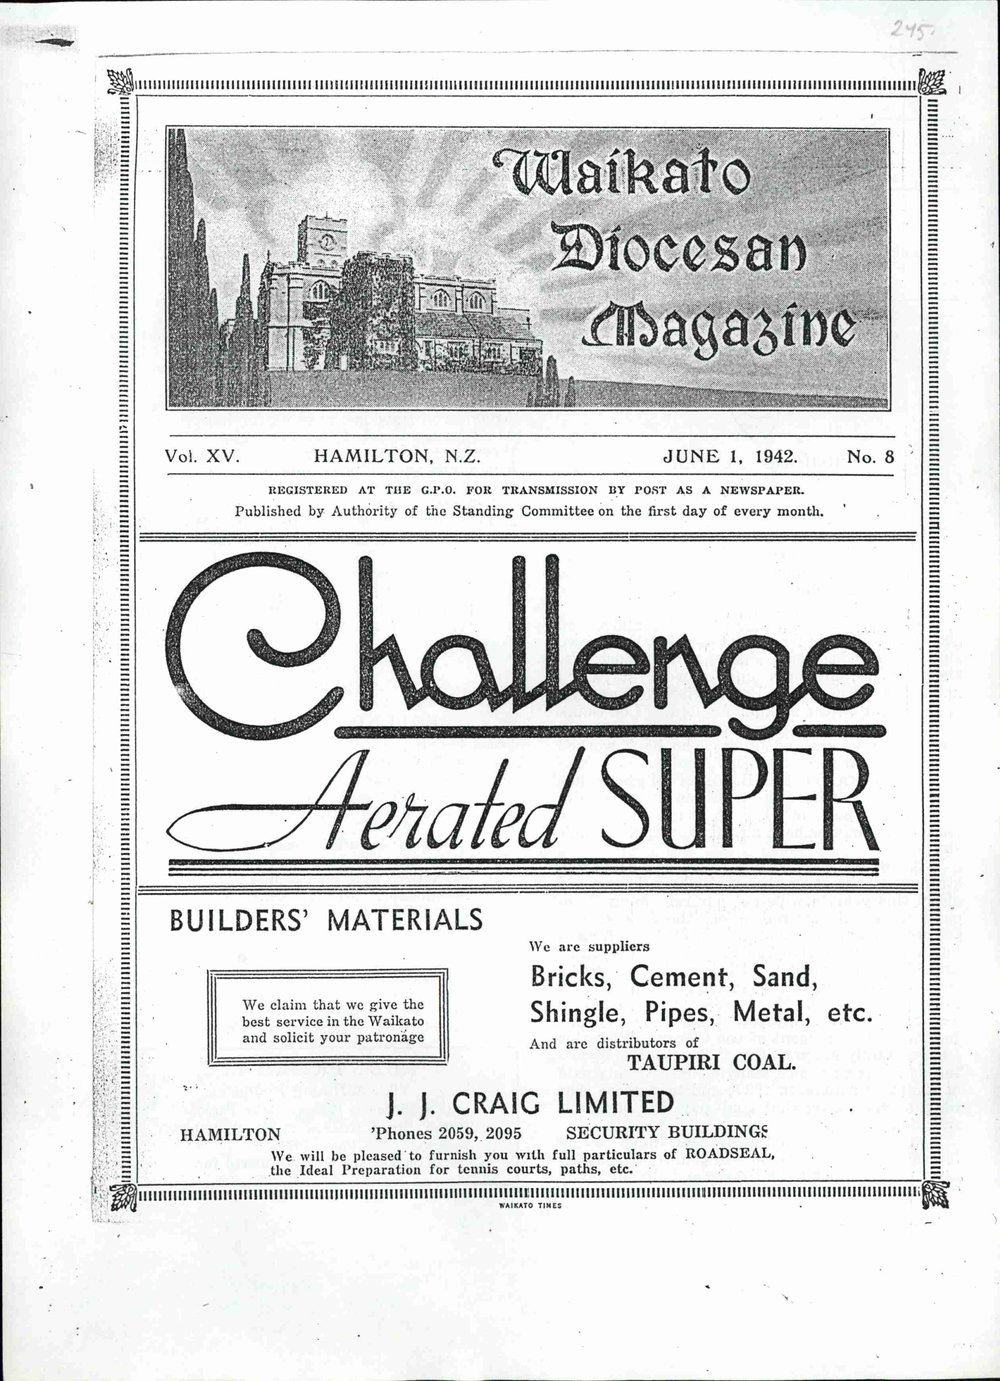 245.
Waikato
Diocesan
Magazine
Vol. XV. HAMILTON, N.Z. JUNE 1, 1942. No. 8
REGISTERED AT THE G.P.O. FOR TRANSMISSION BY POST AS A NEWSPAPER.
Published by Authority of the Standing Committee on the first day of every month.
Challenge
Aerated SUPER
BUILDERS' MATERIALS
We claim that we give the
best service in the Waikato
and solicit your patronage
We are suppliers
Bricks, Cement, Sand,
Shingle, Pipes, Metal, etc.
And are distributors of
TAUPIRI COAL.
J. J. CRAIG LIMITED
HAMILTON 'Phones 2059, 2095 SECURITY BUILDINGS
We will be pleased to furnish you with full particulars of ROADSEAL,
the Ideal Preparation for tennis courts, paths, etc.
WAIKATO TIMES